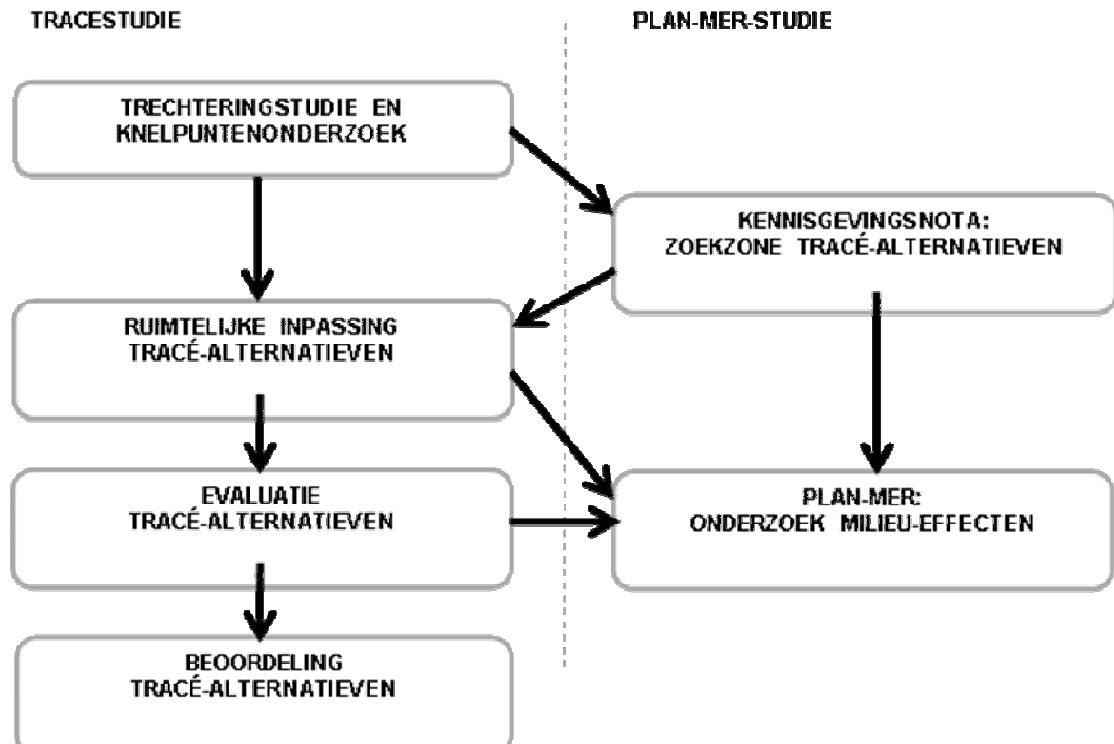 TRACESTUDIE
PLAN-MER-STUDIE
TRECHTERINGSTUDIE EN
KNELPUNTENONDERZOEK
KENNISGEVINGSNOTA:
ZOEKZONE TRACÉ-ALTERNATIEVEN
RUIMTELIJKE INPASSING
TRACÉ-ALTERNATIEVEN
EVALUATIE
TRACÉ-ALTERNATIEVEN
PLAN-MER:
ONDERZOEK MILIEU-EFFECTEN
BEOORDELING
TRACÉ-ALTERNATIEVEN